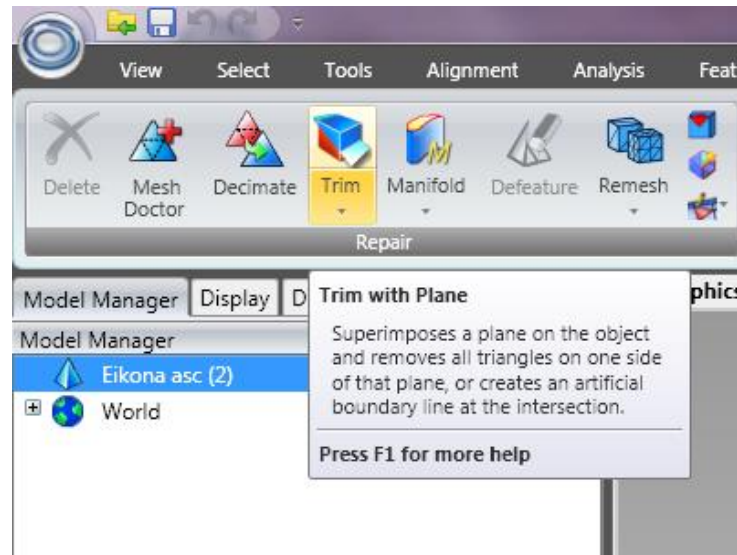 View Select Tools Alignment Analysis Feat
Delete Mesh Doctor Decimate Trim Manifold Defeature Remesh
Repair
Model Manager Display D phics
Trim with Plane
Superimposes a plane on the object
and removes all triangles on one side
of that plane, or creates an artificial
boundary line at the intersection.
Press F1 for more help
Model Manager
Eikona asc (2)
World